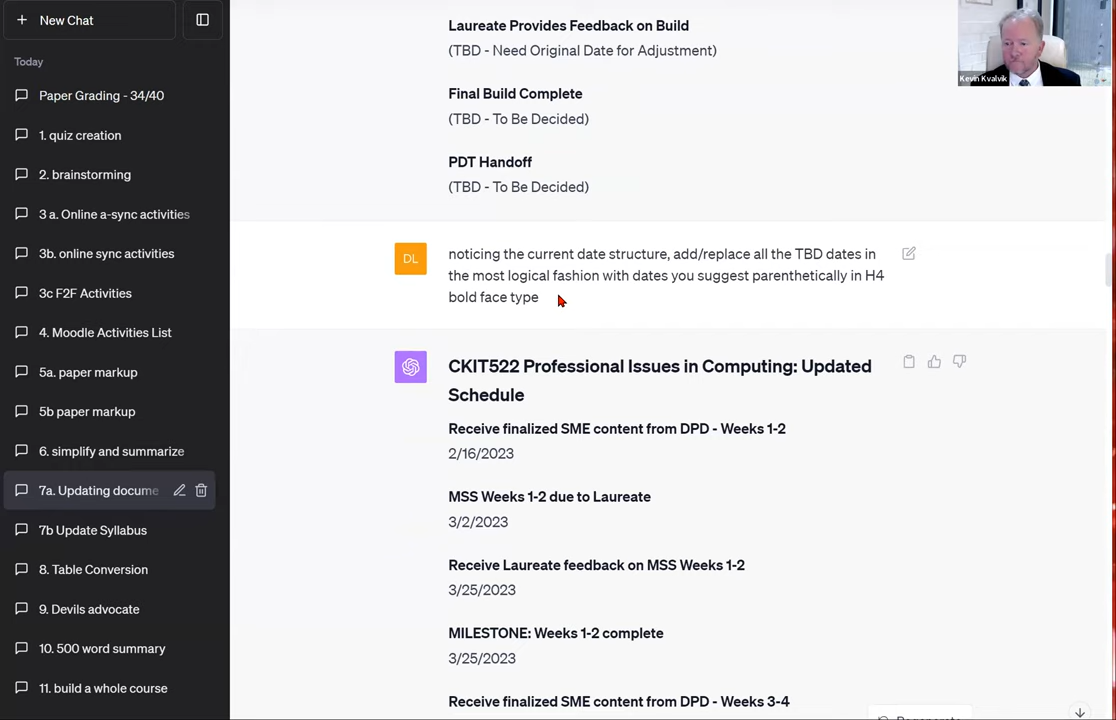 New Chat
Today
Paper Grading - 34/40
1. quiz creation
2. brainstorming
3 a. Online a-sync activities
3b. online sync activities
3c F2F Activities
4. Moodle Activities List
5a. paper markup
5b paper markup
6. simplify and summarize
7a. Updating docume
7b Update Syllabus
8. Table Conversion
9. Devils advocate
10. 500 word summary
11. build a whole course
Laureate Provides Feedback on Build
(TBD - Need Original Date for Adjustment)
Final Build Complete
(TBD - To Be Decided)
PDT Handoff
(TBD - To Be Decided)
DL
noticing the current date structure, add/replace all the TBD dates in
the most logical fashion with dates you suggest parenthetically in H4
bold face type
CKIT522 Professional Issues in Computing: Updated
Schedule
Receive finalized SME content from DPD - Weeks 1-2
2/16/2023
MSS Weeks 1-2 due to Laureate
3/2/2023
Receive Laureate feedback on MSS Weeks 1-2
3/25/2023
MILESTONE: Weeks 1-2 complete
3/25/2023
Receive finalized SME content from DPD - Weeks 3-4
Kevin Kvalvik